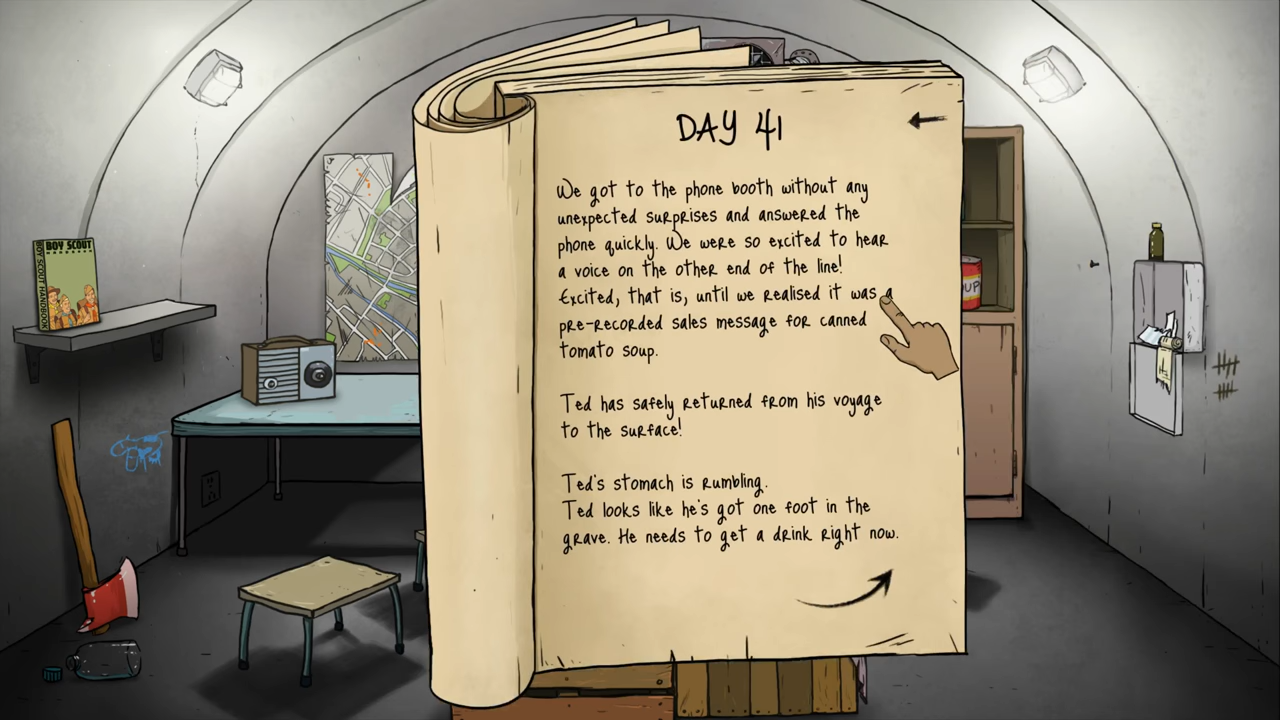 DAY 41
We got to the phone booth without any
unexpected surprises and answered the
phone quickly. We were so excited to hear
a voice on the other end of the line!
Excited, that is, until we realised it was a
pre-recorded sales message for canned
tomato soup.
Ted has safely returned from his voyage
to the surface!
Ted's stomach is rumbling.
Ted looks like he's got one foot in the
grave. He needs to get a drink right now.
BOY SCOUT
BOY SCOUT HANDBOOK